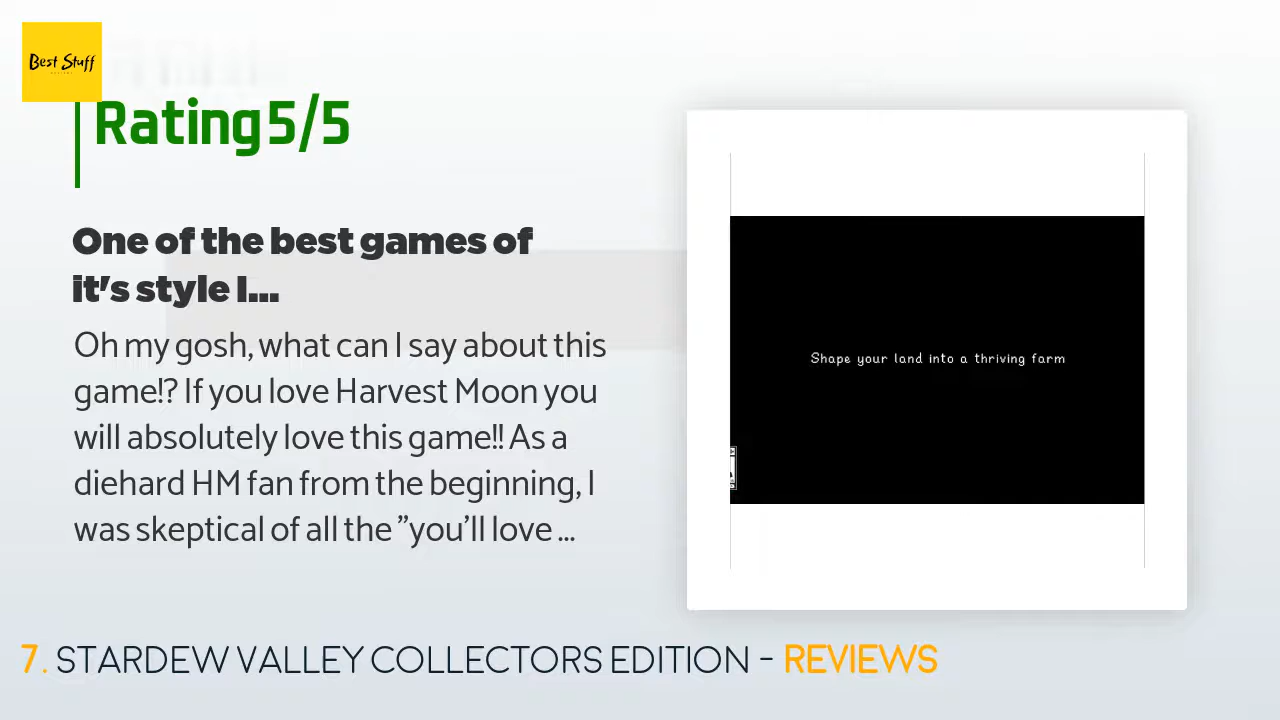 Best Stuff
Rating 5/5
One of the best games of
it's style I...
Oh my gosh, what can I say about this
game!? If you love Harvest Moon you
will absolutely love this game!! As a
diehard HM fan from the beginning, I
was skeptical of all the "you'll love ...
Shape your land into a thriving farm
7. STARDEW VALLEY COLLECTORS EDITION - REVIEWS